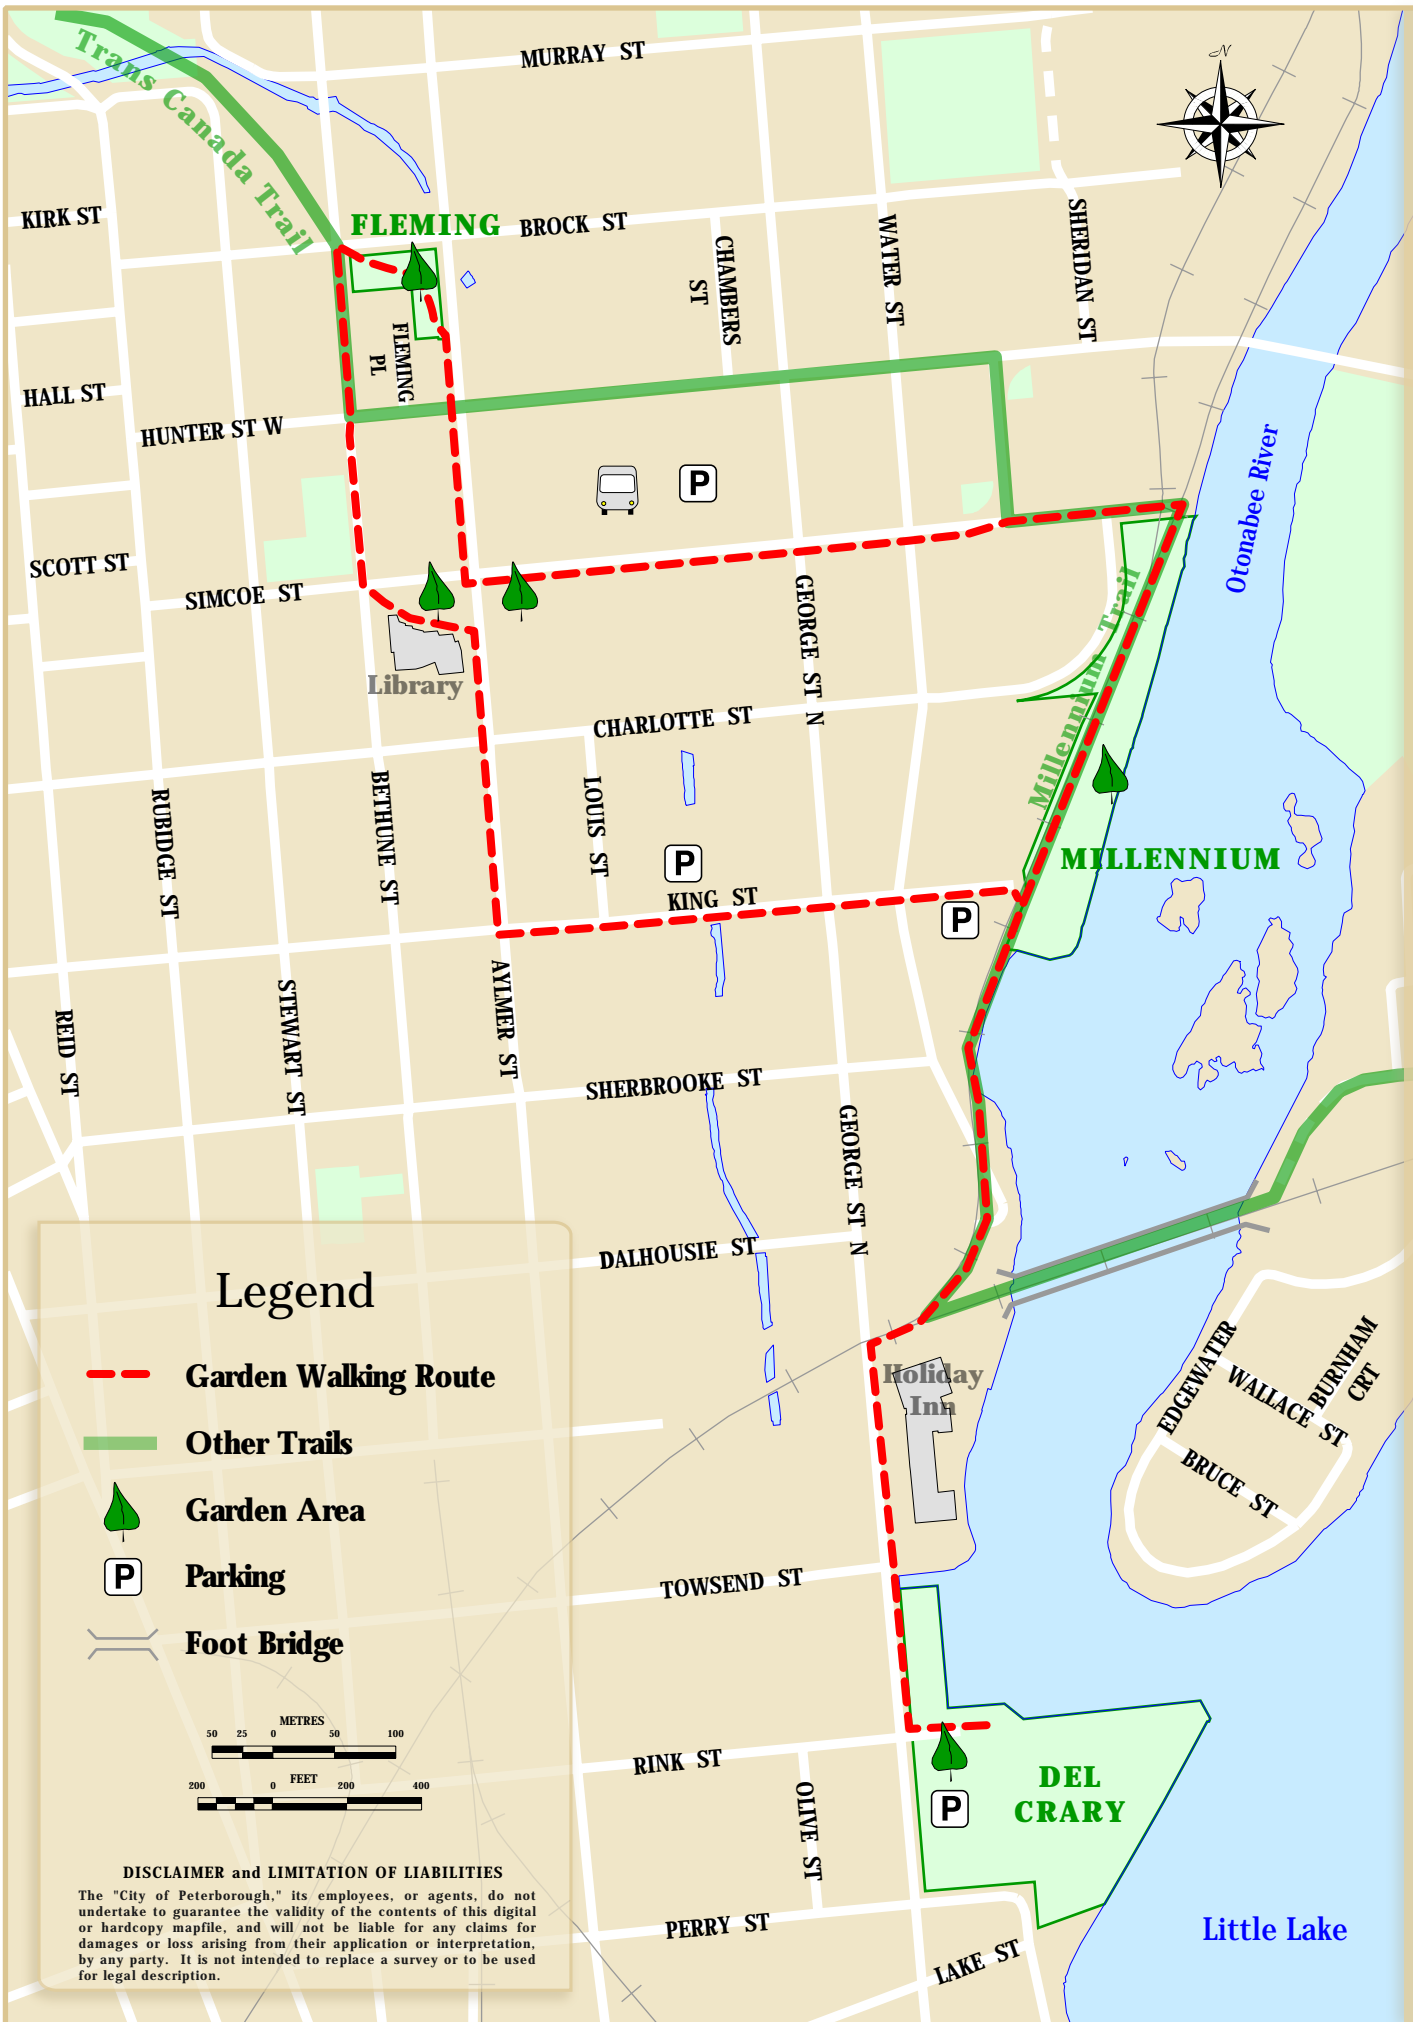 MURRAY ST
N
Trans Canada Trail
KIRK ST
FLEMING
BROCK ST
CHAMBERS
ST
WATER ST
SHERIDAN ST
FLEMING
PL
HALL ST
HUNTER ST W
P
Otonabee River
SCOTT ST
SIMCOE ST
GEORGE ST N
Millennium Trail
Library
CHARLOTTE ST
RUBIDGE ST
BETHUNE ST
LOUIS ST
P
MILLENNIUM
KING ST
P
REID ST
STEWART ST
AYLMER ST
SHERBROOKE ST
GEORGE ST N
DALHOUSIE ST
Holiday
Inn
EDGEWATER
WALLACE ST
BURNHAM
CRT
BRUCE ST
TOWSEND ST
RINK ST
OLIVE ST
P
DEL
CRARY
PERRY ST
LAKE ST
Little Lake
Legend
Garden Walking Route
Other Trails
Garden Area
P Parking
Foot Bridge
METRES
50 25 0 50 100
FEET
200 0 200 400
DISCLAIMER and LIMITATION OF LIABILITIES
The "City of Peterborough," its employees, or agents, do not
undertake to guarantee the validity of the contents of this digital
or hardcopy mapfile, and will not be liable for any claims for
damages or loss arising from their application or interpretation,
by any party. It is not intended to replace a survey or to be used
for legal description.